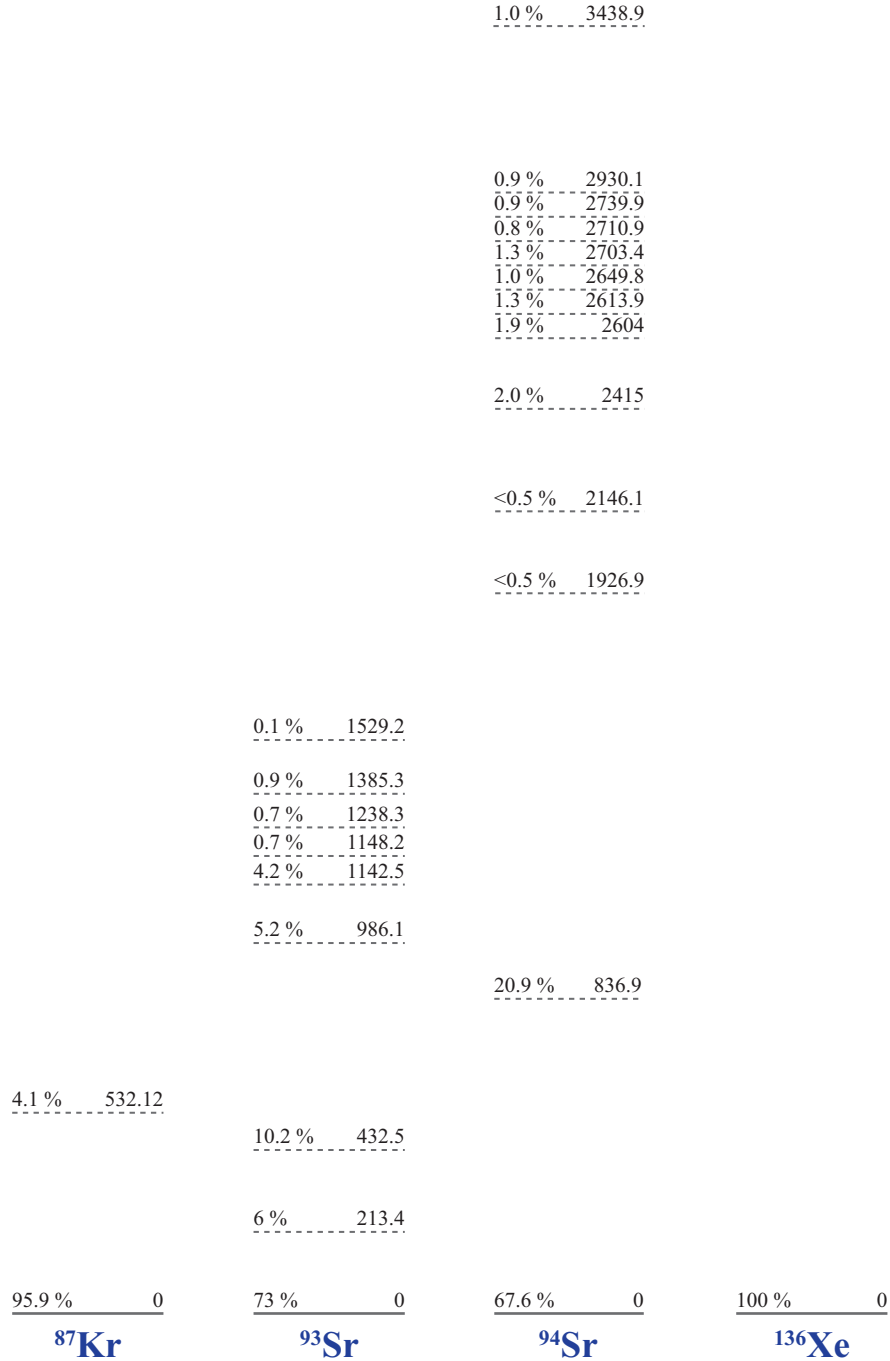 1.0 % 3438.9
0.9 % 2930.1
0.9 % 2739.9
0.8 % 2710.9
1.3 % 2703.4
1.0 % 2649.8
1.3 % 2613.9
1.9 % 2604
2.0 % 2415
<0.5 % 2146.1
<0.5 % 1926.9
0.1 % 1529.2
0.9 % 1385.3
0.7 % 1238.3
0.7 % 1148.2
4.2 % 1142.5
5.2 % 986.1
20.9 % 836.9
4.1 % 532.12
10.2 % 432.5
6 % 213.4
95.9 % 0 73 % 0 67.6 % 0 100 % 0
⁸⁷Kr ⁹³Sr ⁹⁴Sr ¹³⁶Xe